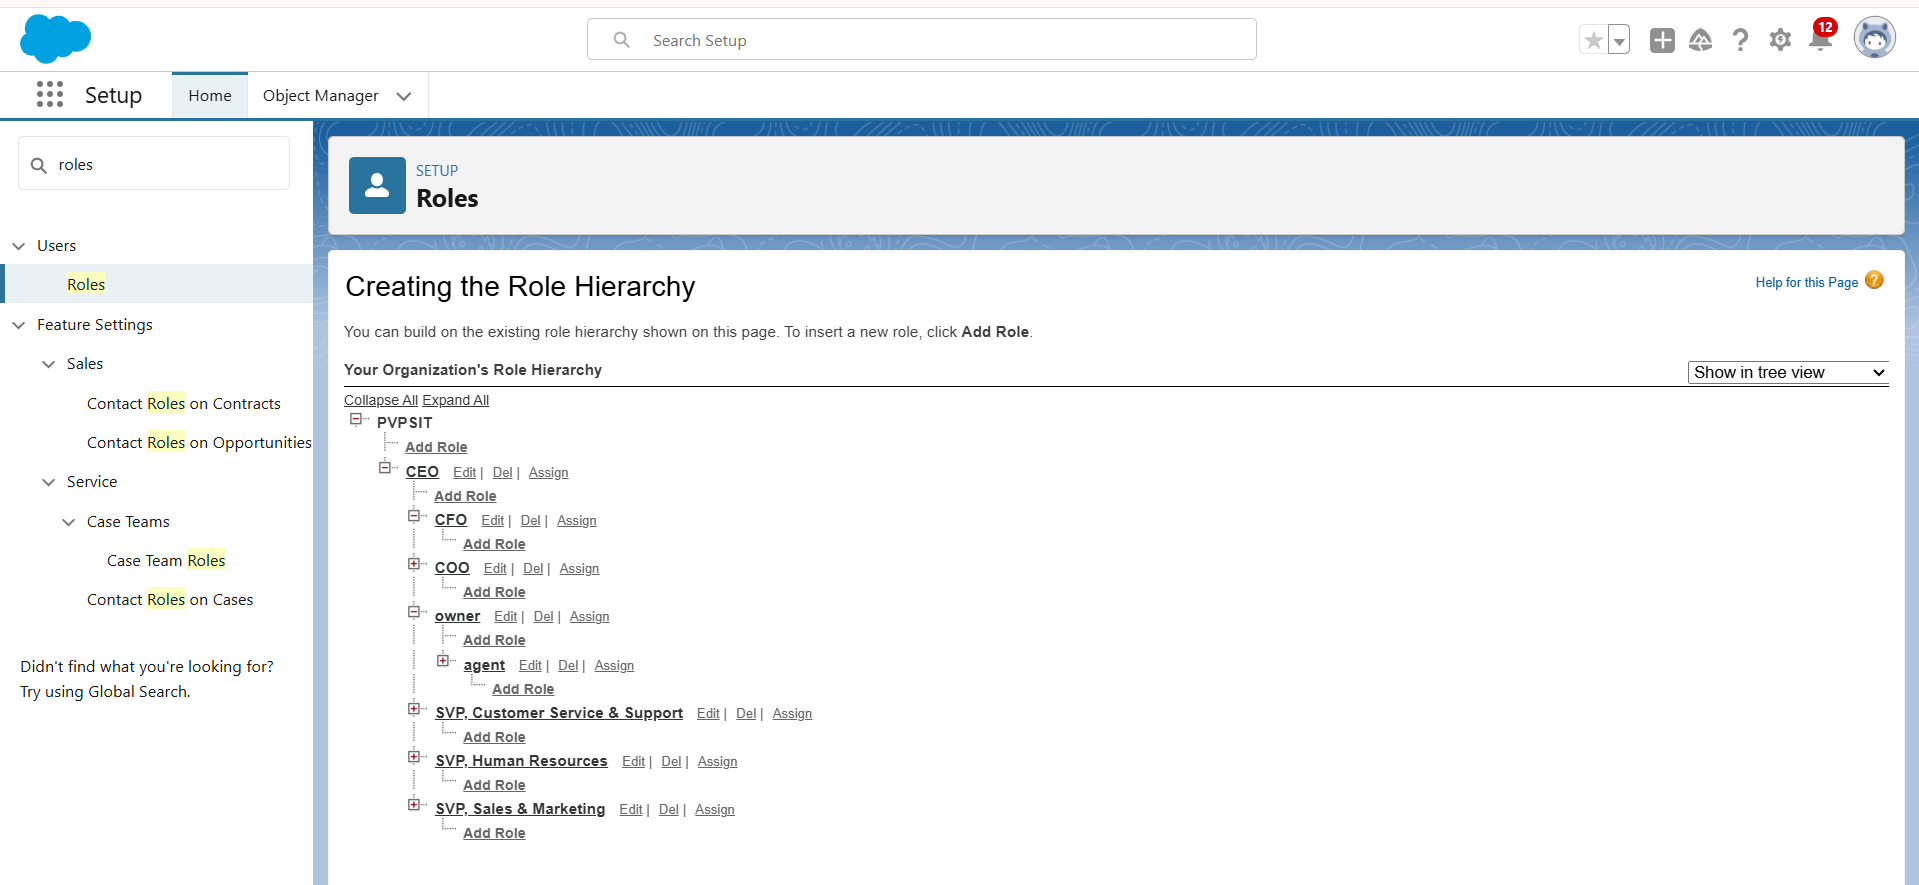 Search Setup
12
Setup
Home
Object Manager
roles
Users
Roles
Feature Settings
Sales
Contact Roles on Contracts
Contact Roles on Opportunities
Service
Case Teams
Case Team Roles
Contact Roles on Cases
Didn't find what you're looking for?
Try using Global Search.
SETUP
Roles
Creating the Role Hierarchy
Help for this Page ?
You can build on the existing role hierarchy shown on this page. To insert a new role, click Add Role.
Your Organization's Role Hierarchy
Show in tree view
Collapse All Expand All
PVPSIT
Add Role
CEO Edit | Del | Assign
Add Role
CFO Edit | Del | Assign
Add Role
COO Edit | Del | Assign
Add Role
owner Edit | Del | Assign
Add Role
agent Edit | Del | Assign
Add Role
SVP, Customer Service & Support Edit | Del | Assign
Add Role
SVP, Human Resources Edit | Del | Assign
Add Role
SVP, Sales & Marketing Edit | Del | Assign
Add Role